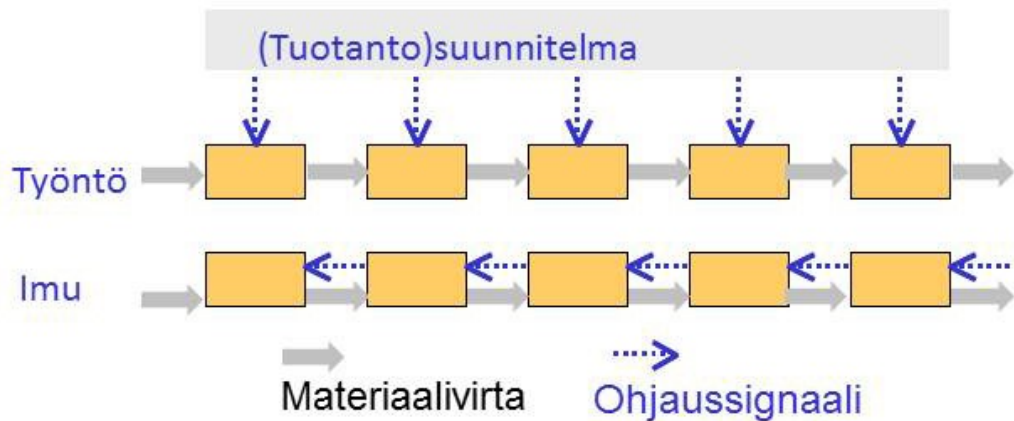 (Tuotanto)suunnitelma
Työntö
Imu
Materiaalivirta
Ohjaussignaali